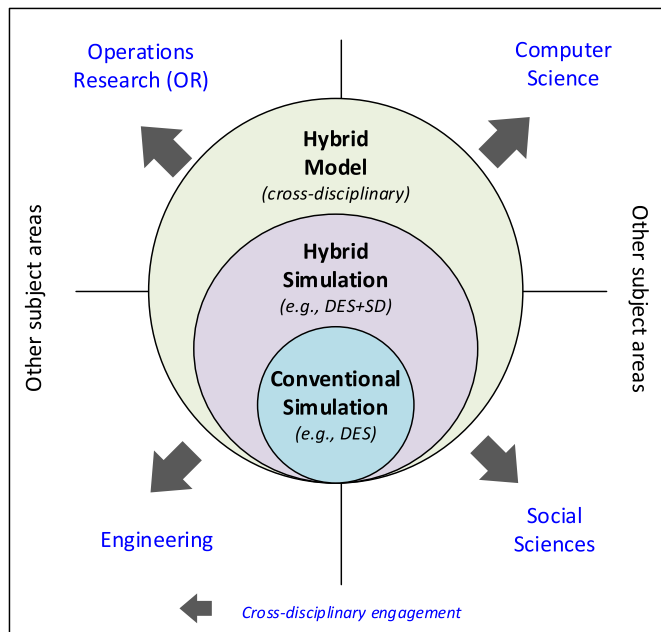 Operations
Research (OR)
Computer
Science
Hybrid
Model
(cross-disciplinary)
Other subject areas
Hybrid
Simulation
(e.g., DES+SD)
Other subject areas
Conventional
Simulation
(e.g., DES)
Engineering
Social
Sciences
Cross-disciplinary engagement